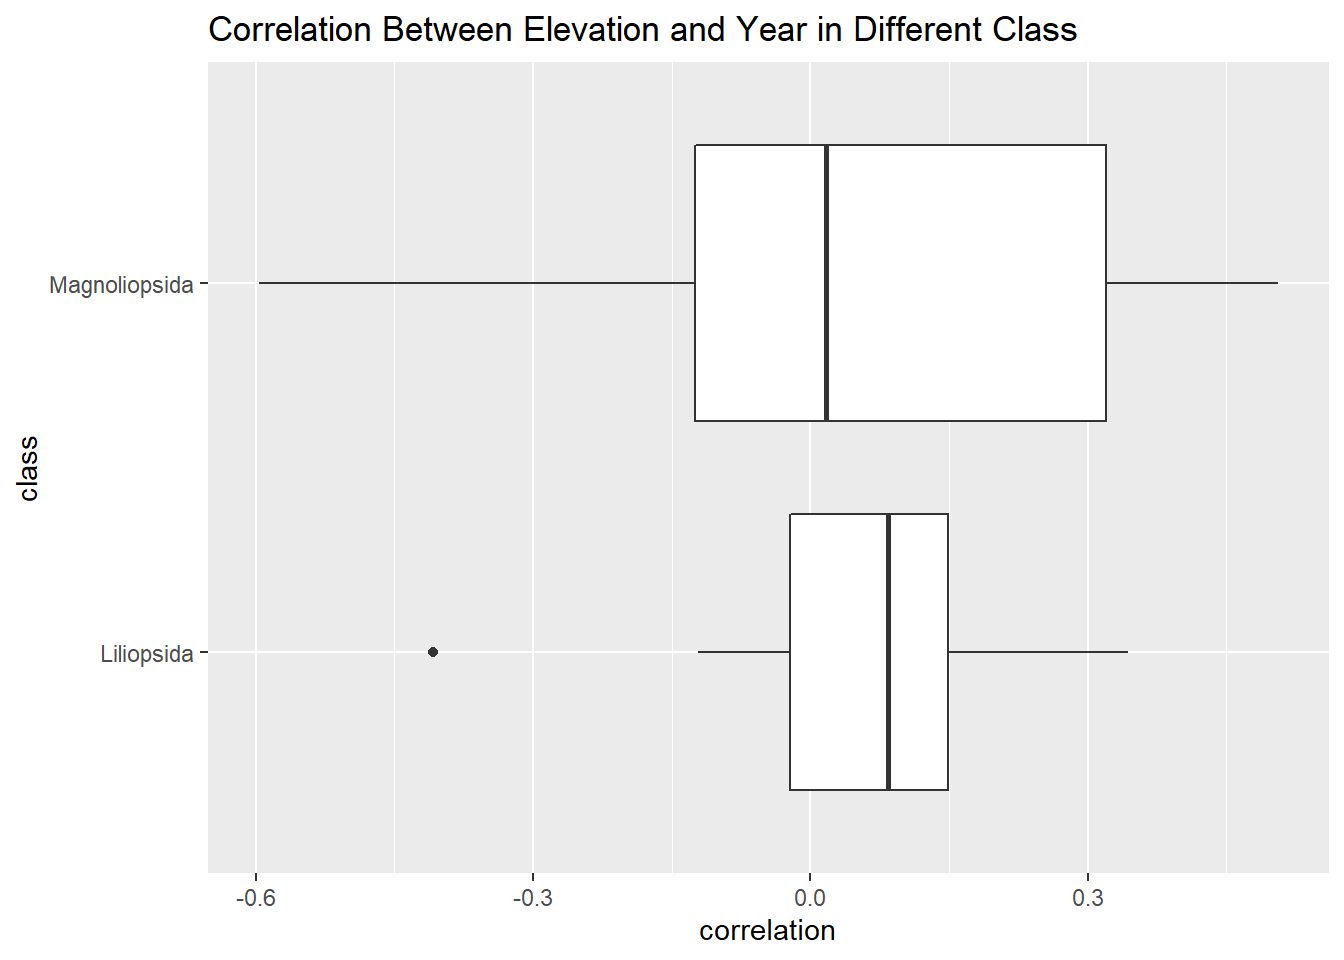 Correlation Between Elevation and Year in Different Class
class
Magnoliopsida
Liliopsida
-0.6
-0.3
0.0
0.3
correlation